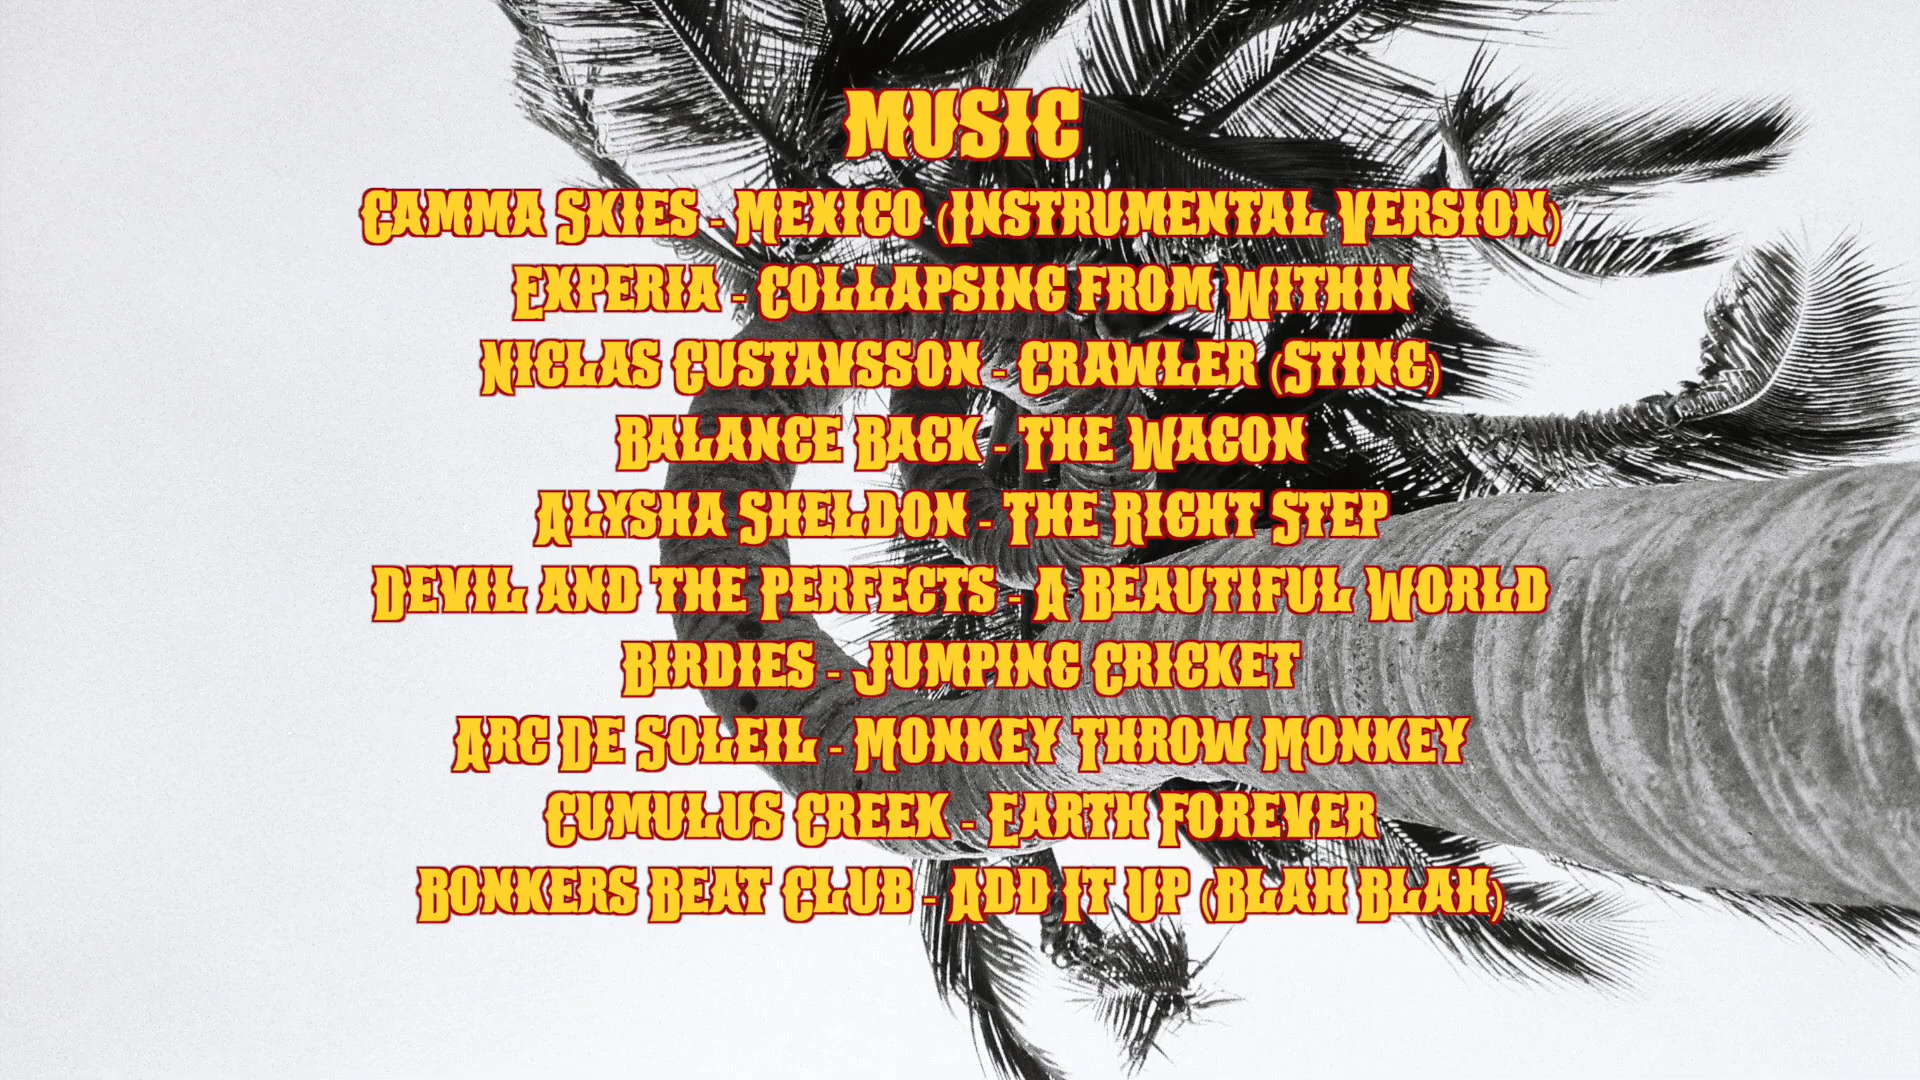 MUSIC
Gamma Skies - Mexico (Instrumental Version)
Experia - Collapsing from Within
Niclas Gustavsson - Crawler (Sting)
Balance Back - The Wagon
Alysha Sheldon - The Right Step
Devil and the Perfects - A Beautiful World
Birdies - Jumping Cricket
Arc De Soleil - Monkey Throw Monkey
Cumulus Creek - Earth Forever
Bonkers Beat Club - Add It Up (Blah Blah)